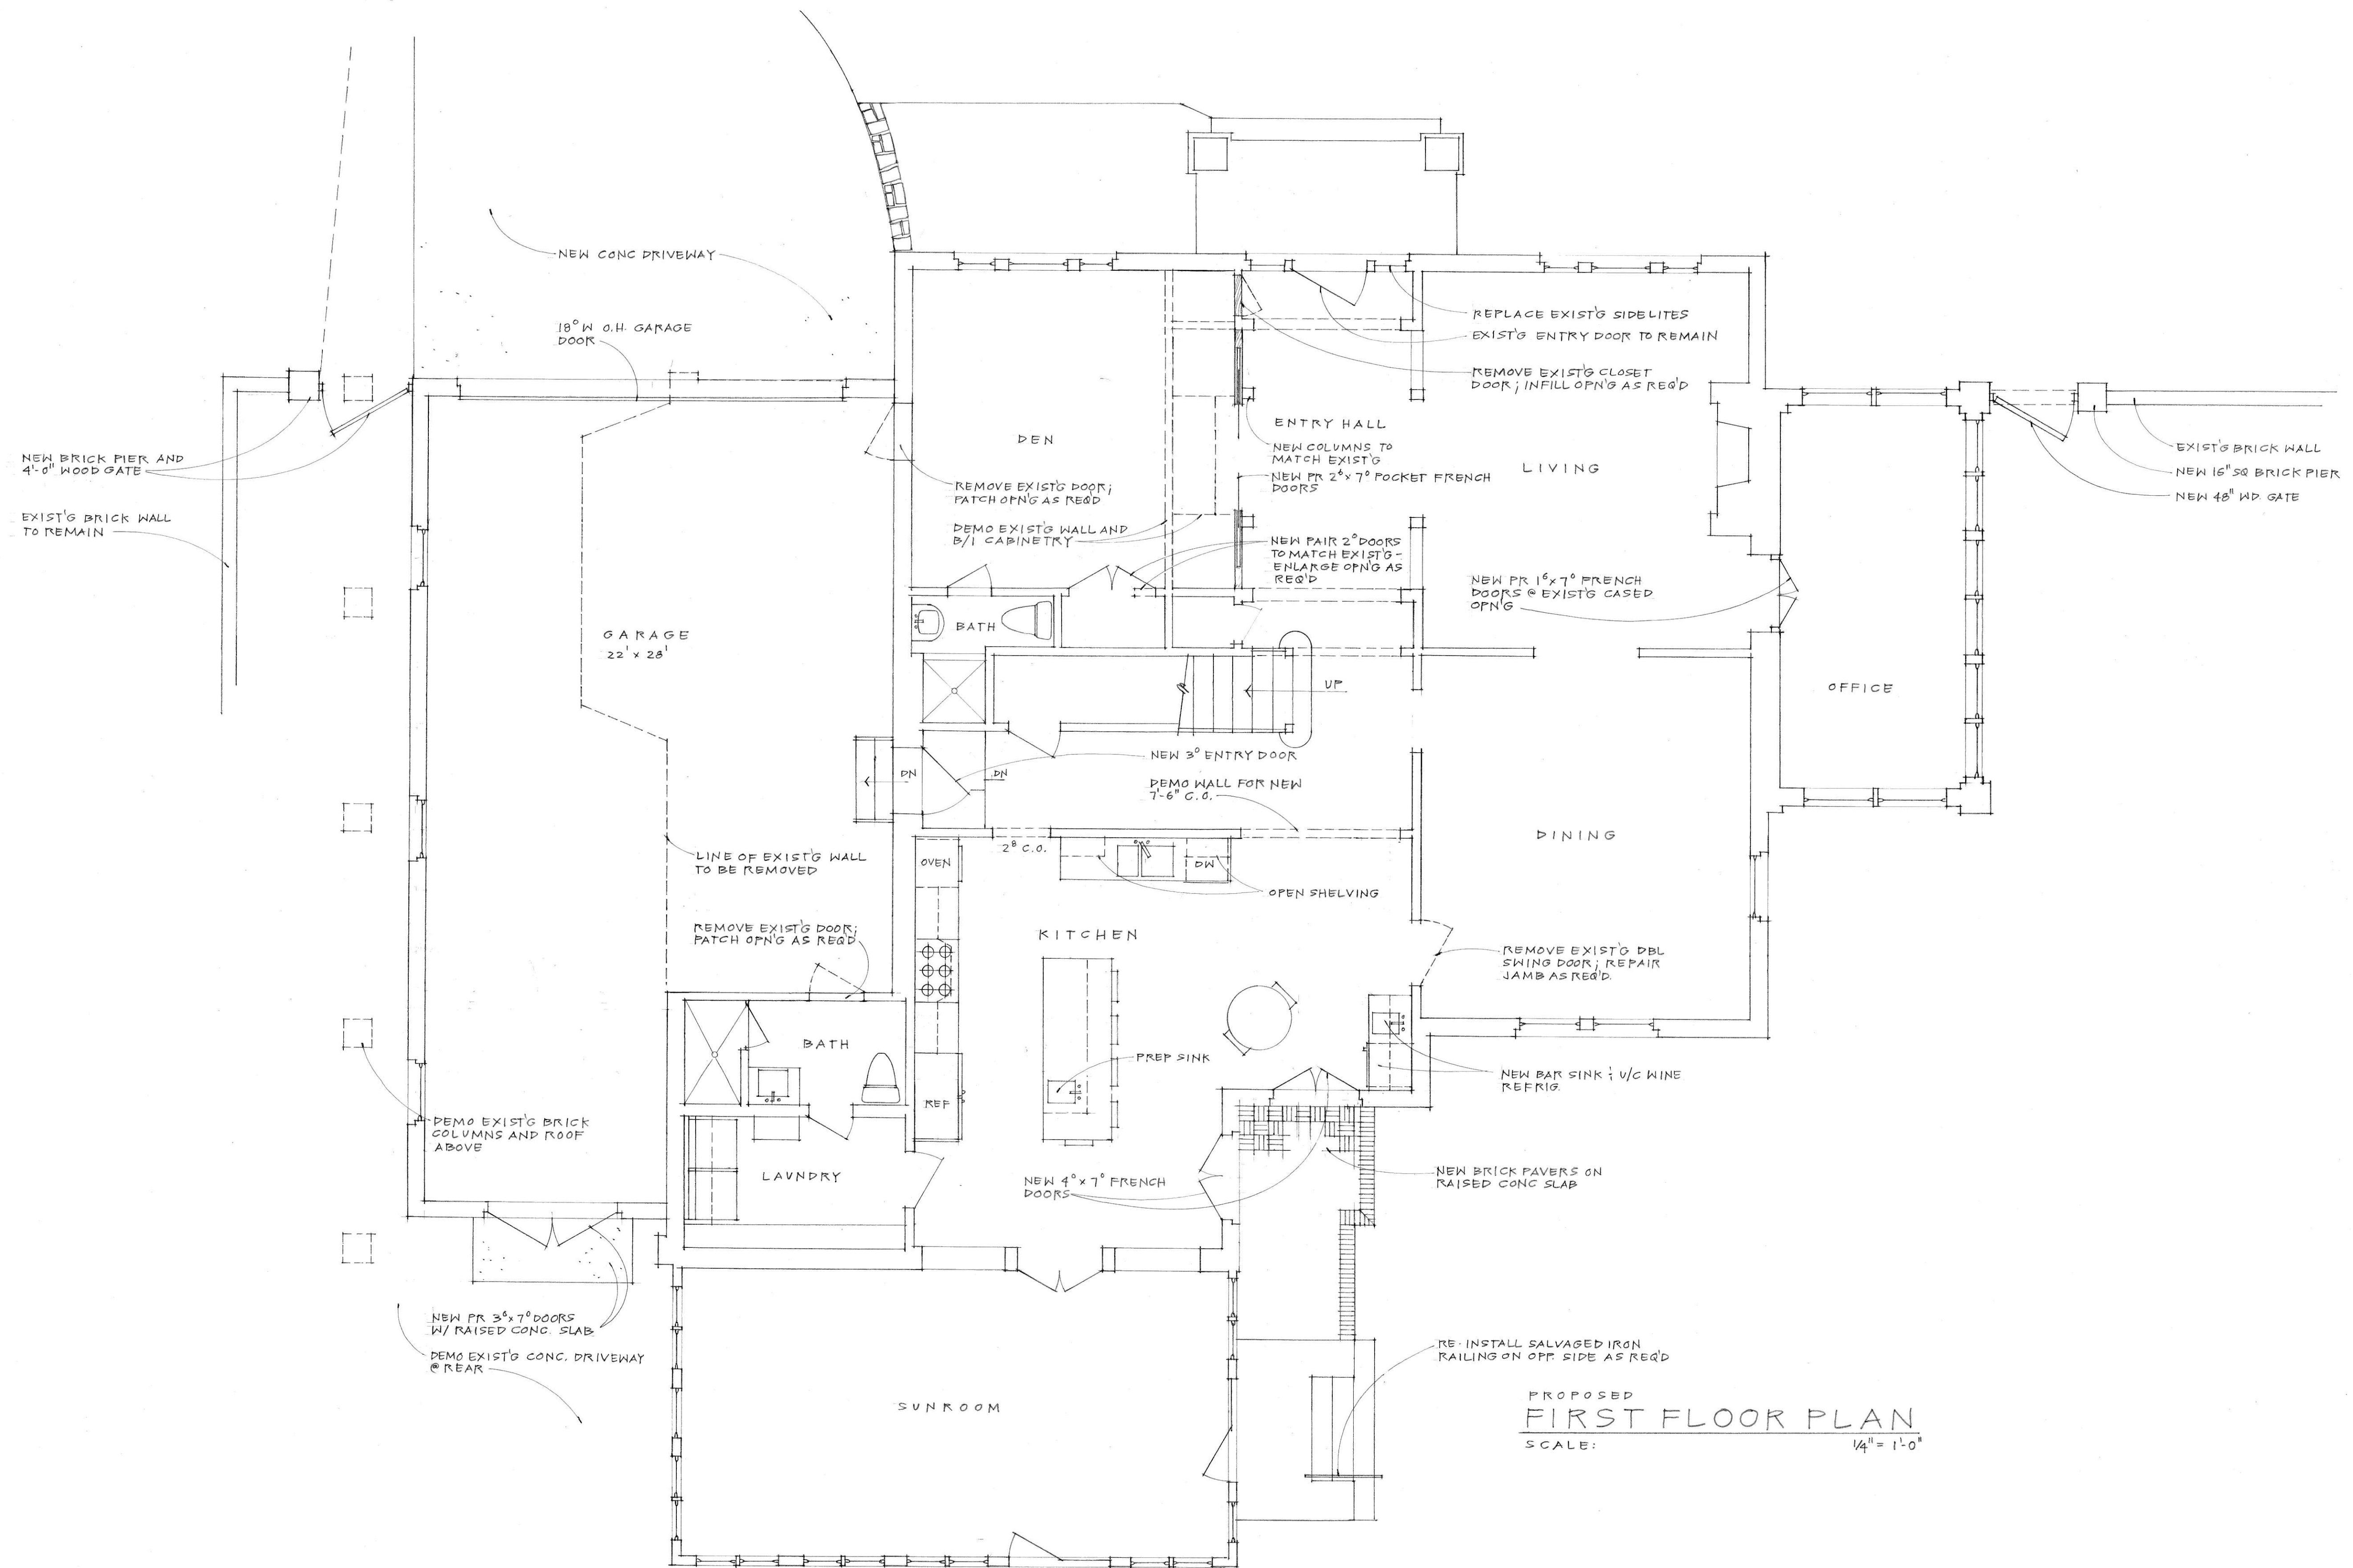 NEW CONC DRIVEWAY
18⁰ W O.H. GARAGE
DOOR
REPLACE EXIST'G SIDELITES
EXIST'G ENTRY DOOR TO REMAIN
REMOVE EXIST'G CLOSET
DOOR; INFILL OPN'G AS REQ'D
ENTRY HALL
NEW COLUMNS TO
MATCH EXIST'G
NEW PR 2⁶ x 7⁰ POCKET FRENCH
DOORS
DEN
LIVING
EXIST'G BRICK WALL
NEW 16" SQ BRICK PIER
NEW 48" WD. GATE
NEW BRICK PIER AND
4'-0" WOOD GATE
EXIST'G BRICK WALL
TO REMAIN
REMOVE EXIST'G DOOR;
PATCH OPN'G AS REQ'D
DEMO EXIST'G WALL AND
B/I CABINETRY
NEW PAIR 2⁰ DOORS
TO MATCH EXIST'G -
ENLARGE OPN'G AS
REQ'D
NEW PR 1⁶ x 7⁰ FRENCH
DOORS @ EXIST'G CASED
OPN'G
GARAGE
22' x 28'
BATH
UP
OFFICE
NEW 3⁰ ENTRY DOOR
DN
DN
DEMO WALL FOR NEW
7'-6" C.O.
DINING
2⁸ C.O.
OVEN
DW
OPEN SHELVING
LINE OF EXIST'G WALL
TO BE REMOVED
REMOVE EXIST'G DOOR;
PATCH OPN'G AS REQ'D
KITCHEN
REMOVE EXIST'G DBL
SWING DOOR; REPAIR
JAMB AS REQ'D.
BATH
PREP SINK
NEW BAR SINK & U/C WINE
REFRIG.
REF
DEMO EXIST'G BRICK
COLUMNS AND ROOF
ABOVE
LAUNDRY
NEW 4⁰ x 7⁰ FRENCH
DOORS
NEW BRICK PAVERS ON
RAISED CONC SLAB
NEW PR 3⁶ x 7⁰ DOORS
W/ RAISED CONC. SLAB
DEMO EXIST'G CONC. DRIVEWAY
@ REAR
RE-INSTALL SALVAGED IRON
RAILING ON OPP. SIDE AS REQ'D
SUNROOM
PROPOSED
FIRST FLOOR PLAN
SCALE: 1/4" = 1'-0"